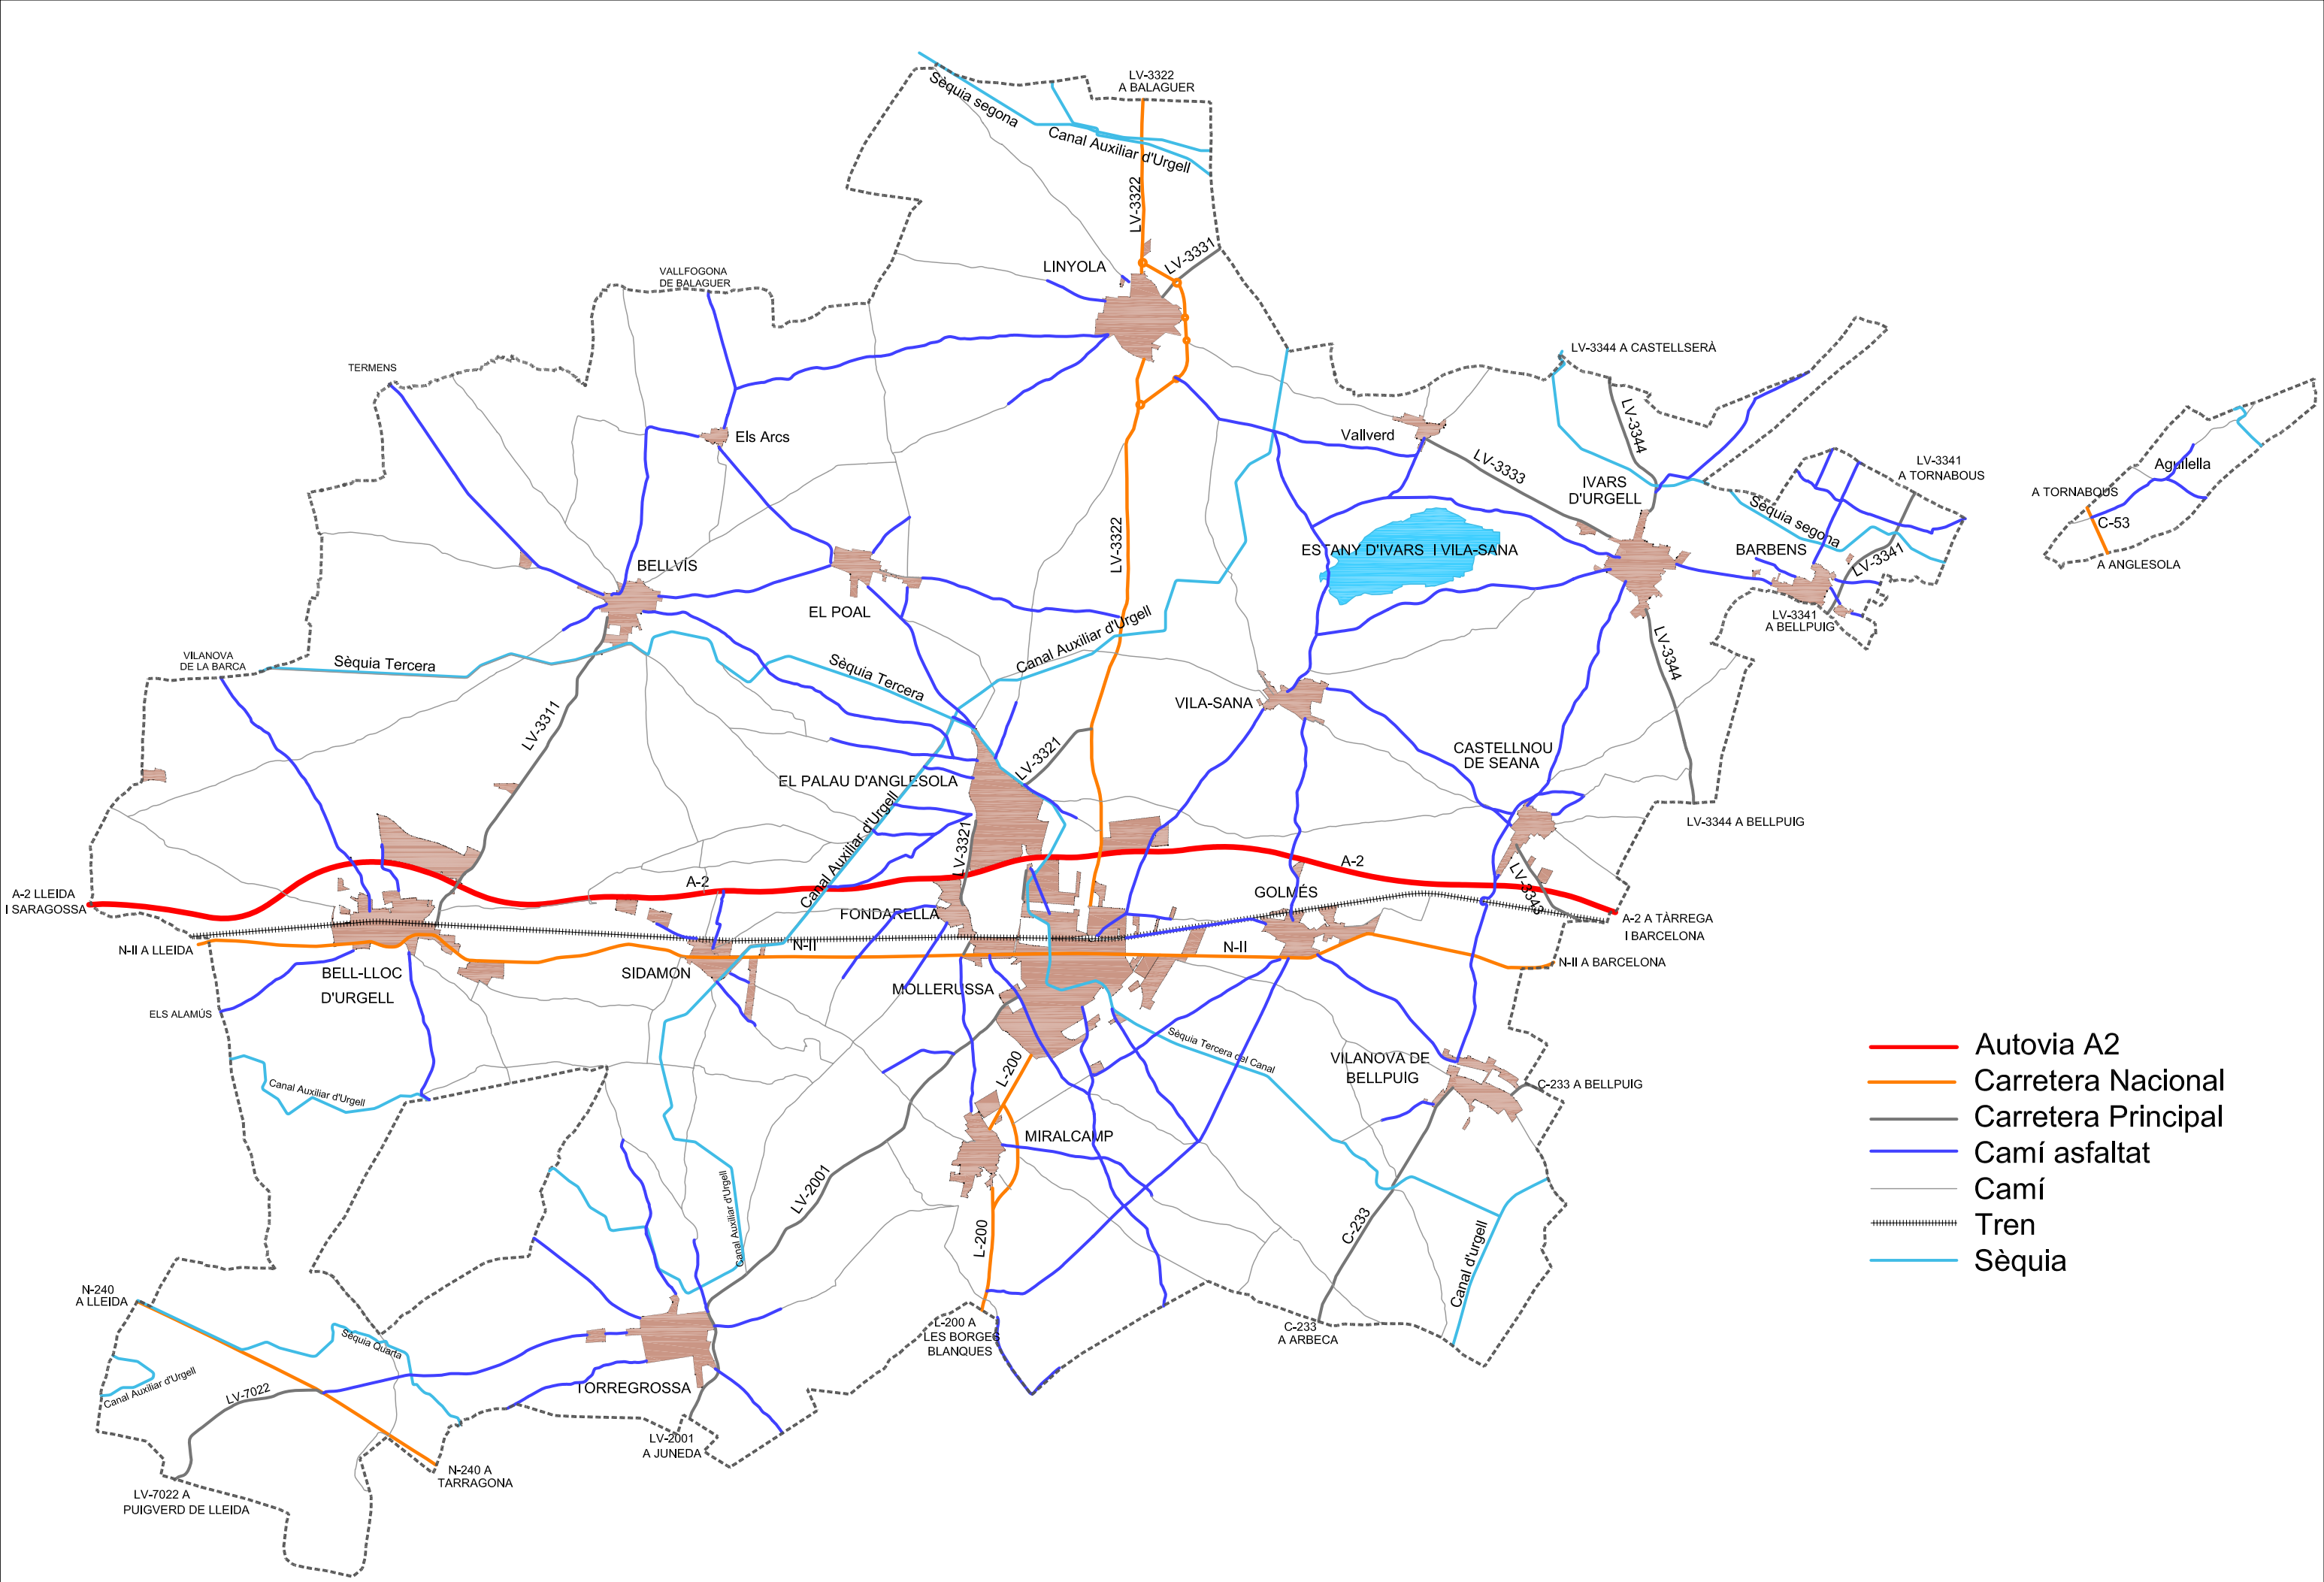 LV-3322
A BALAGUER
Sèquia segona
Canal Auxiliar d'Urgell
LV-3322
LV-3331
LINYOLA
VALLFOGONA
DE BALAGUER
TERMENS
Els Arcs
LV-3344 A CASTELLSERÀ
Vallverd
LV-3344
LV-3333
IVARS
D'URGELL
LV-3341
A TORNABOUS
Agullella
A TORNABOUS
C-53
A ANGLESOLA
Sèquia segona
BARBENS
LV-3341
LV-3341
A BELLPUIG
LV-3322
ESTANY D'IVARS I VILA-SANA
BELLVÍS
EL POAL
Canal Auxiliar d'Urgell
LV-3344
VILANOVA
DE LA BARCA
Sèquia Tercera
Sèquia Tercera
VILA-SANA
LV-3311
LV-3321
CASTELLNOU
DE SEANA
EL PALAU D'ANGLESOLA
Canal Auxiliar d'Urgell
LV-3321
LV-3344 A BELLPUIG
A-2
A-2
A-2 LLEIDA
I SARAGOSSA
GOLMÉS
LV-3343
FONDARELLA
A-2 A TÀRREGA
I BARCELONA
N-II A LLEIDA
N-II
N-II
N-II A BARCELONA
BELL-LLOC
D'URGELL
SIDAMON
MOLLERUSSA
ELS ALAMÚS
Sèquia Tercera del Canal
L-200
VILANOVA DE
BELLPUIG
C-233 A BELLPUIG
Canal Auxiliar d'Urgell
MIRALCAMP
LV-2001
Canal Auxiliar d'Urgell
L-200
C-233
Canal d'urgell
N-240
A LLEIDA
Sèquia Quarta
L-200 A
LES BORGES
BLANQUES
C-233
A ARBECA
Canal Auxiliar d'Urgell
LV-7022
TORREGROSSA
LV-2001
A JUNEDA
N-240 A
TARRAGONA
LV-7022 A
PUIGVERD DE LLEIDA
Autovia A2
Carretera Nacional
Carretera Principal
Camí asfaltat
Camí
Tren
Sèquia